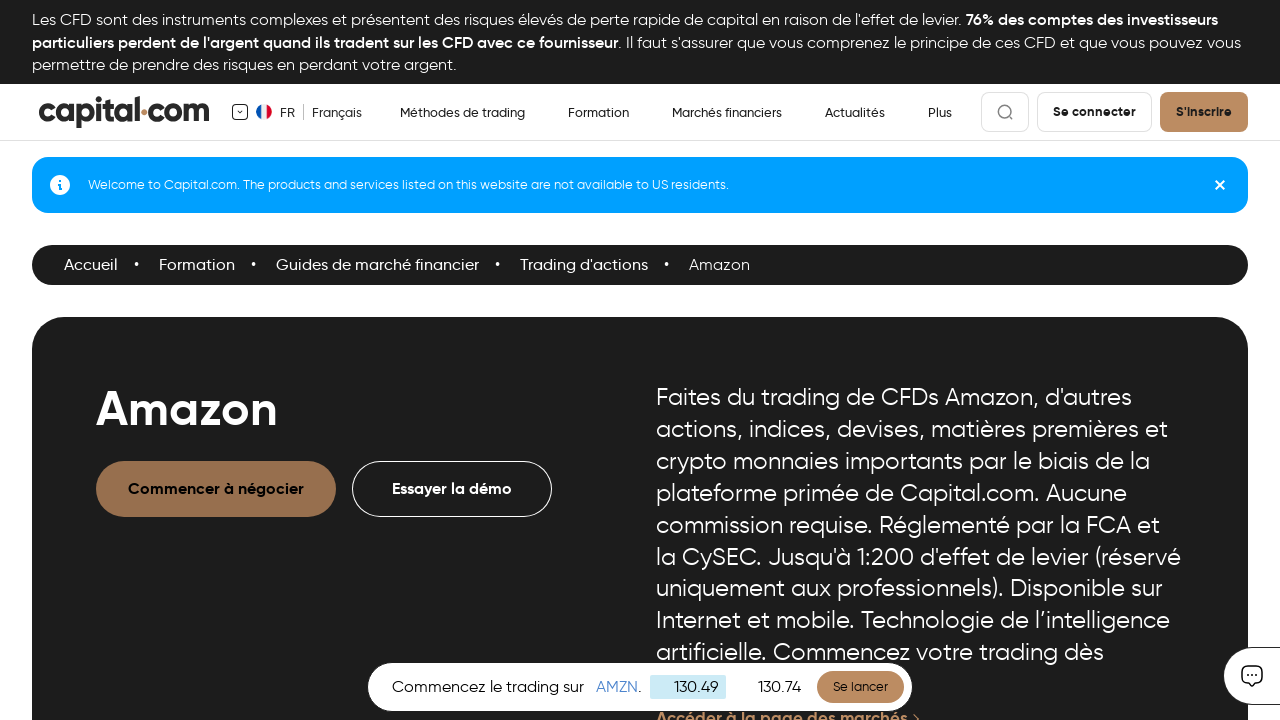 Les CFD sont des instruments complexes et présentent des risques élevés de perte rapide de capital en raison de l'effet de levier. 76% des comptes des investisseurs
particuliers perdent de l'argent quand ils tradent sur les CFD avec ce fournisseur. Il faut s'assurer que vous comprenez le principe de ces CFD et que vous pouvez vous
permettre de prendre des risques en perdant votre argent.
capital.com FR Français Méthodes de trading Formation Marchés financiers Actualités Plus Se connecter S'inscrire
Welcome to Capital.com. The products and services listed on this website are not available to US residents.
Accueil • Formation • Guides de marché financier • Trading d'actions • Amazon
Amazon
Commencer à négocier Essayer la démo
Faites du trading de CFDs Amazon, d'autres
actions, indices, devises, matières premières et
crypto monnaies importants par le biais de la
plateforme primée de Capital.com. Aucune
commission requise. Réglementé par la FCA et
la CySEC. Jusqu'à 1:200 d'effet de levier (réservé
uniquement aux professionnels). Disponible sur
Internet et mobile. Technologie de l’intelligence
artificielle. Commencez votre trading dès
Commencez le trading sur AMZN. 130.49 130.74 Se lancer
Accéder à la page des marchés